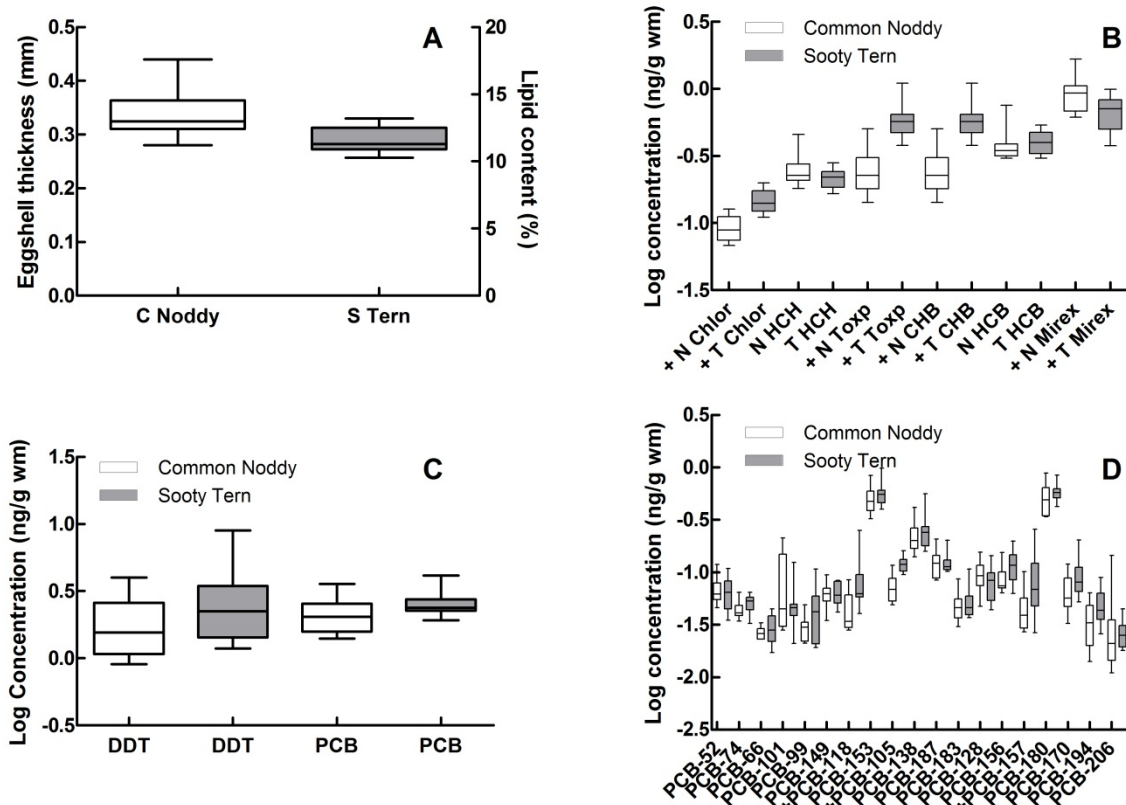 A
Eggshell thickness (mm)
0.5
0.4
0.3
0.2
0.1
0.0
Lipid content (%)
20
15
10
5
0
C Noddy
S Tern
B
Common Noddy
Sooty Tern
Log concentration (ng/g wm)
0.5
-0.0
-0.5
-1.0
-1.5
+ N Chlor
+ T Chlor
N HCH
T HCH
+ N Toxp
+ T Toxp
+ N CHB
+ T CHB
N HCB
T HCB
+ N Mirex
+ T Mirex
C
Common Noddy
Sooty Tern
Log Concentration (ng/g wm)
1.5
1.0
0.5
0.0
-0.5
DDT
DDT
PCB
PCB
D
Common Noddy
Sooty Tern
Log concentration (ng/g wm)
0.5
0.0
-0.5
-1.0
-1.5
-2.0
-2.5
PCB-52
PCB-74
PCB-66
PCB-101
PCB-99
PCB-149
PCB-118
PCB-153
PCB-105
PCB-138
PCB-187
PCB-183
PCB-128
PCB-156
PCB-157
PCB-180
PCB-170
PCB-194
PCB-206